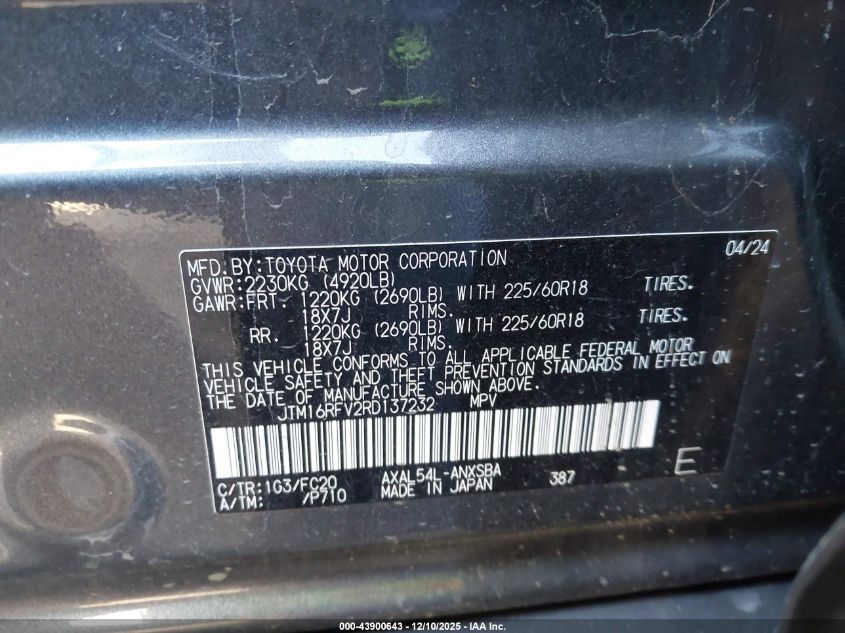 MFD.BY:TOYOTA MOTOR CORPORATION 04/24
GVWR:2230KG (4920LB)
GAWR:FRT- 1220KG (2690LB) WITH 225/60R18 TIRES.
18X7J RIMS.
RR. 1220KG (2690LB) WITH 225/60R18 TIRES.
18X7J RIMS.
THIS VEHICLE CONFORMS TO ALL APPLICABLE FEDERAL MOTOR
VEHICLE SAFETY AND THEFT PREVENTION STANDARDS IN EFFECT ON
THE DATE OF MANUFACTURE SHOWN ABOVE.
JTM16RFV2RD137232 MPV
C/TR:1G3/FC20 AXAL54L-ANXSBA 387 E
A/TM: /P710 MADE IN JAPAN
000-43900643 - 12/10/2025 - IAA Inc.